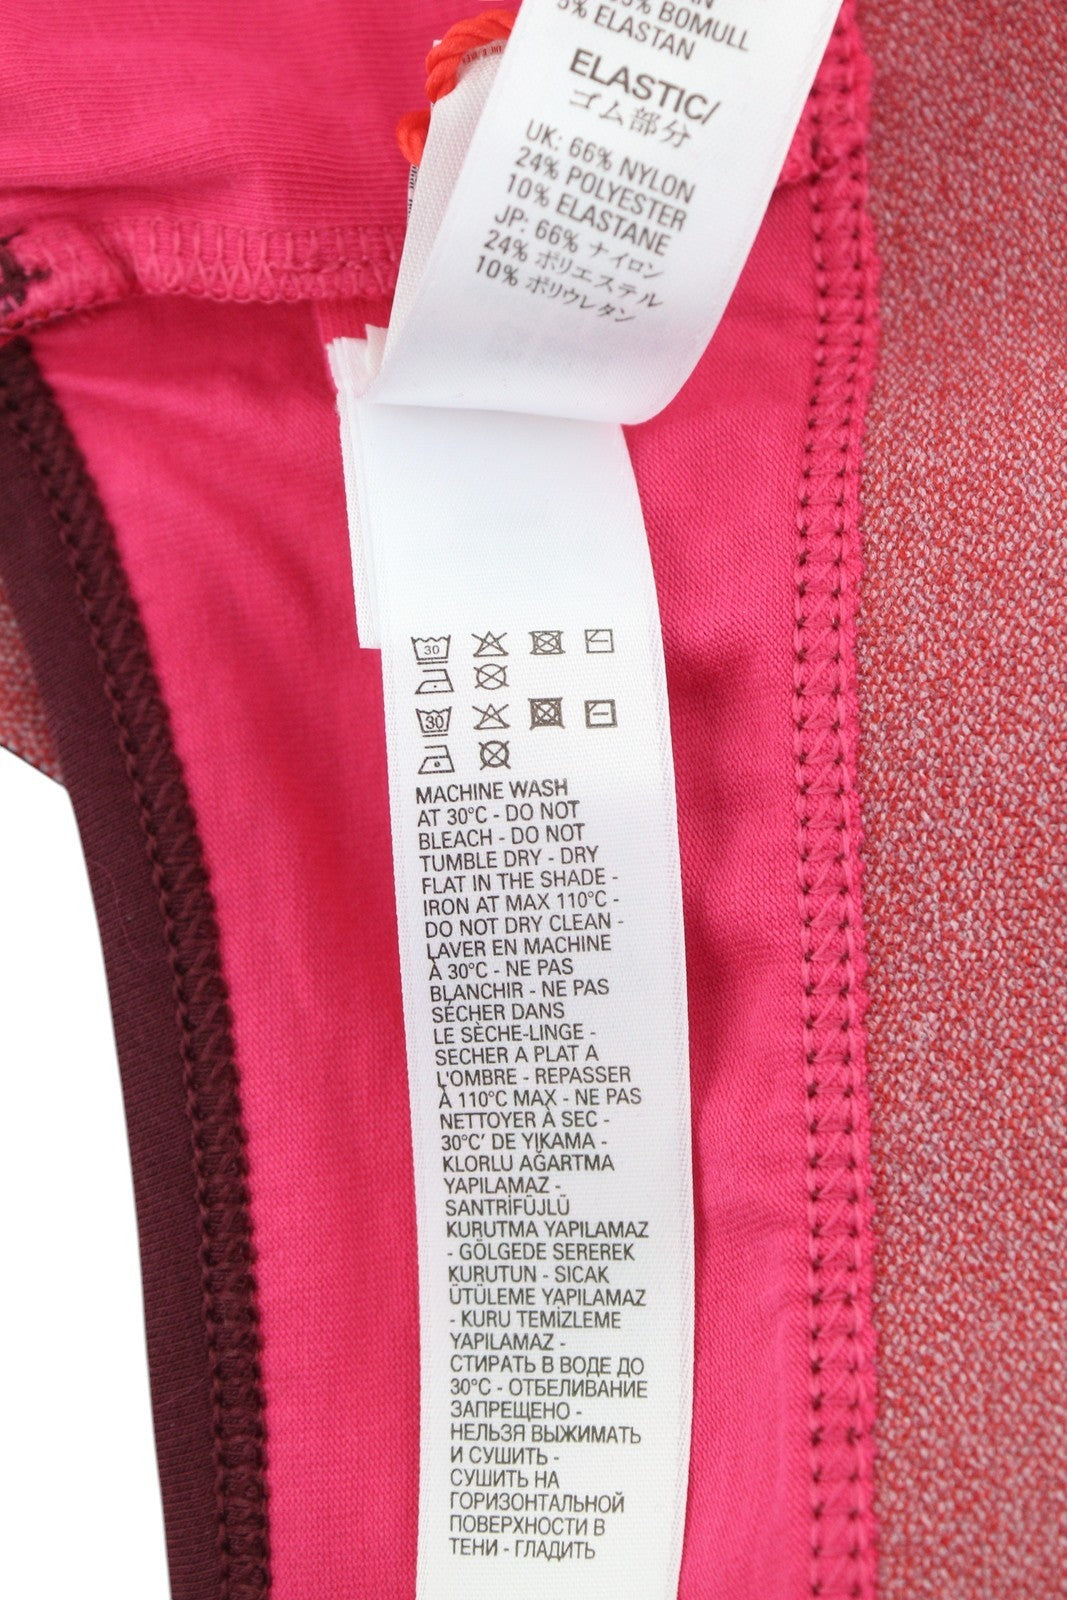 5% BOMULL
5% ELASTAN
ELASTIC/
ゴム部分
UK: 66% NYLON
24% POLYESTER
10% ELASTANE
JP: 66% ナイロン
24% ポリエステル
10% ポリウレタン
30
30
MACHINE WASH
AT 30°C - DO NOT
BLEACH - DO NOT
TUMBLE DRY - DRY
FLAT IN THE SHADE -
IRON AT MAX 110°C -
DO NOT DRY CLEAN -
LAVER EN MACHINE
À 30°C - NE PAS
BLANCHIR - NE PAS
SÉCHER DANS
LE SÈCHE-LINGE -
SECHER A PLAT A
L'OMBRE - REPASSER
À 110°C MAX - NE PAS
NETTOYER À SEC -
30°C' DE YIKAMA -
KLORLU AĞARTMA
YAPILAMAZ -
SANTRİFÜJLÜ
KURUTMA YAPILAMAZ
- GÖLGEDE SEREREK
KURUTUN - SICAK
ÜTÜLEME YAPILAMAZ
- KURU TEMİZLEME
YAPILAMAZ -
СТИРАТЬ В ВОДЕ ДО
30°C - ОТБЕЛИВАНИЕ
ЗАПРЕЩЕНО -
НЕЛЬЗЯ ВЫЖИМАТЬ
И СУШИТЬ -
СУШИТЬ НА
ГОРИЗОНТАЛЬНОЙ
ПОВЕРХНОСТИ В
ТЕНИ - ГЛАДИТЬ